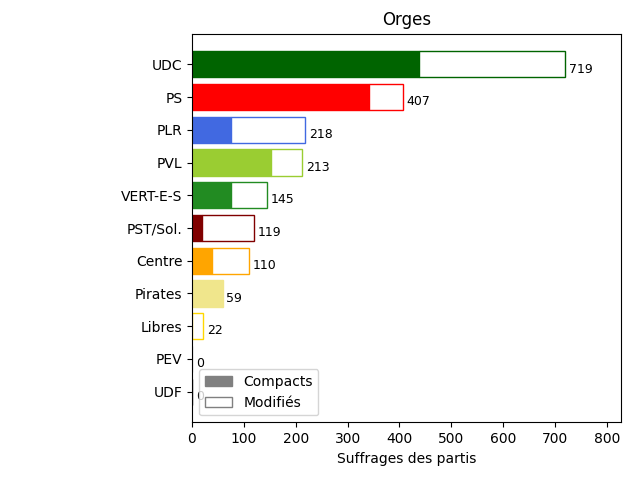 Orges
UDC 719
PS 407
PLR 218
PVL 213
VERT-E-S 145
PST/Sol. 119
Centre 110
Pirates 59
Libres 22
PEV 0
UDF 0
Compacts
Modifiés
0 100 200 300 400 500 600 700 800
Suffrages des partis